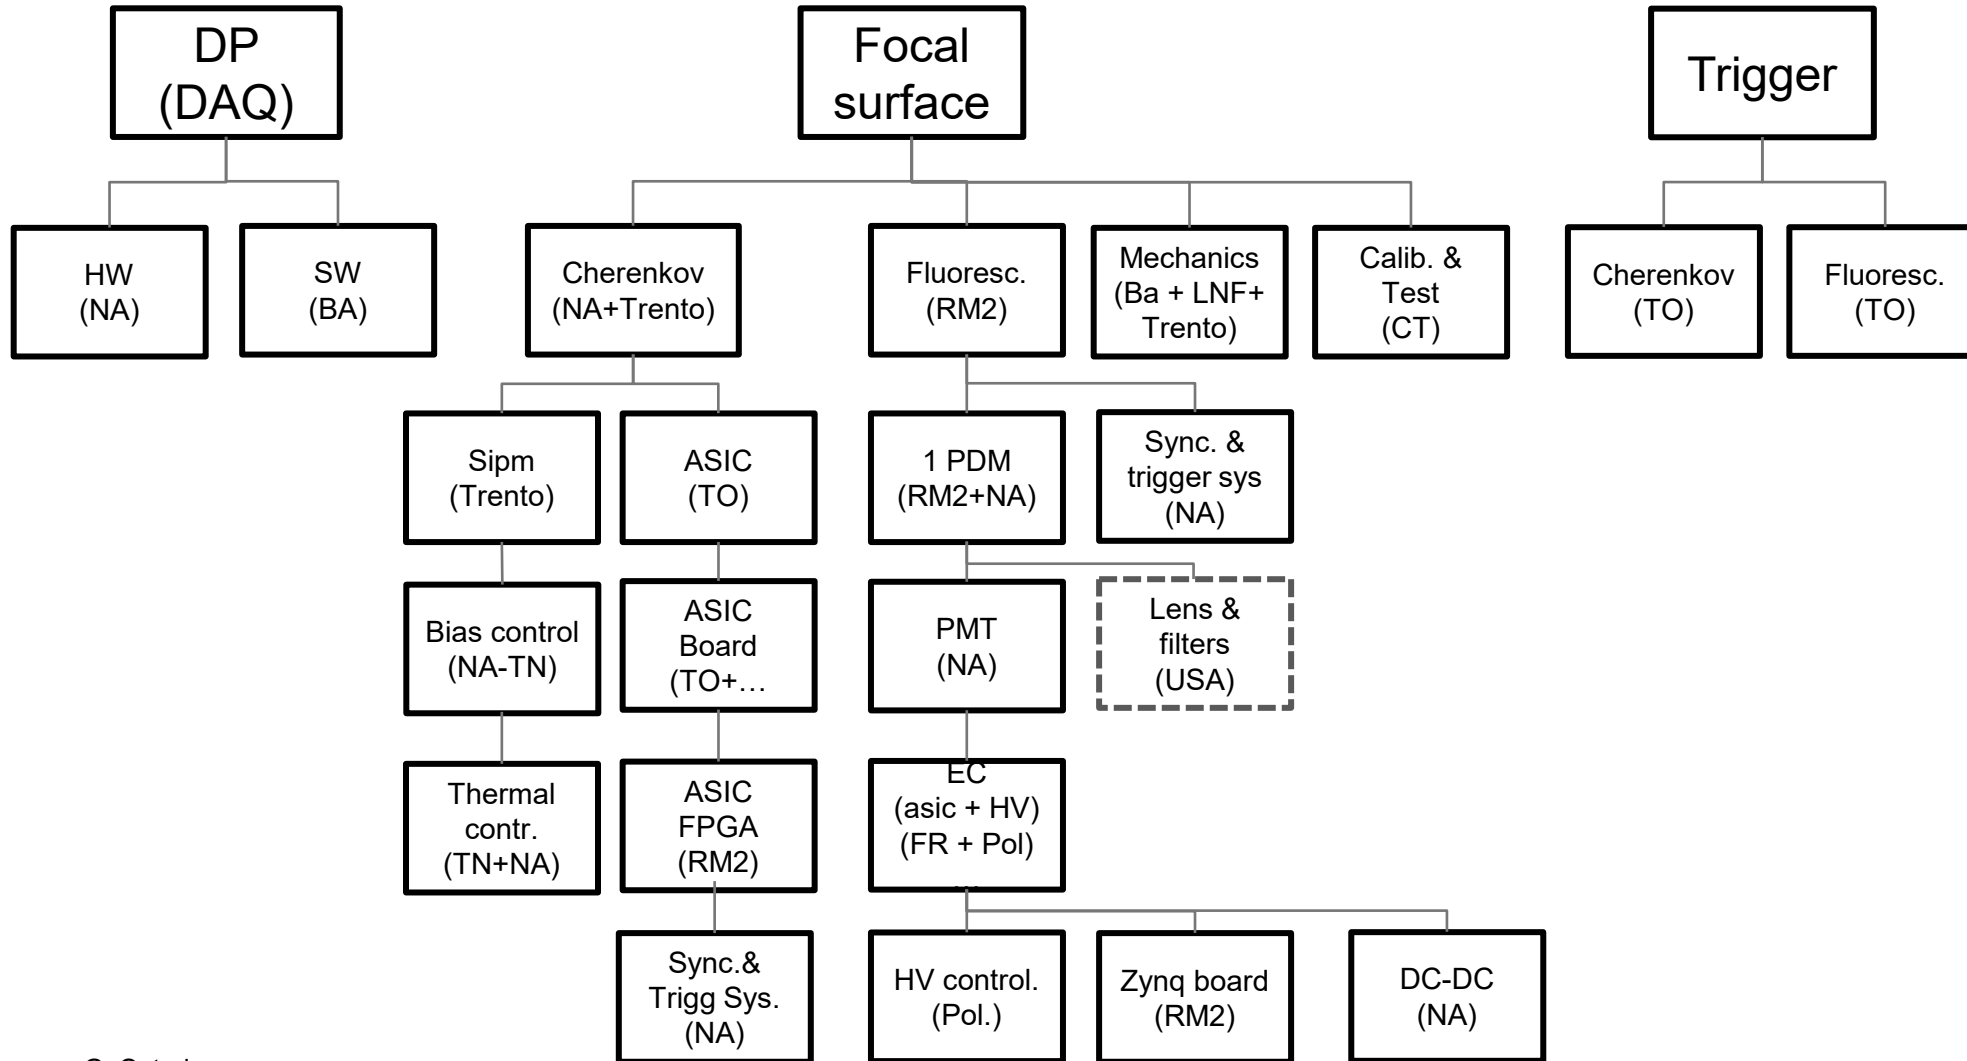 DP
(DAQ)
Focal
surface
Trigger
HW
(NA)
SW
(BA)
Cherenkov
(NA+Trento)
Fluoresc.
(RM2)
Mechanics
(Ba + LNF+
Trento)
Calib. &
Test
(CT)
Cherenkov
(TO)
Fluoresc.
(TO)
Sipm
(Trento)
ASIC
(TO)
1 PDM
(RM2+NA)
Sync. &
trigger sys
(NA)
Bias control
(NA-TN)
ASIC
Board
(TO+…
PMT
(NA)
Lens &
filters
(USA)
Thermal
contr.
(TN+NA)
ASIC
FPGA
(RM2)
EC
(asic + HV)
(FR + Pol)
…
Sync.&
Trigg Sys.
(NA)
HV control.
(Pol.)
Zynq board
(RM2)
DC-DC
(NA)